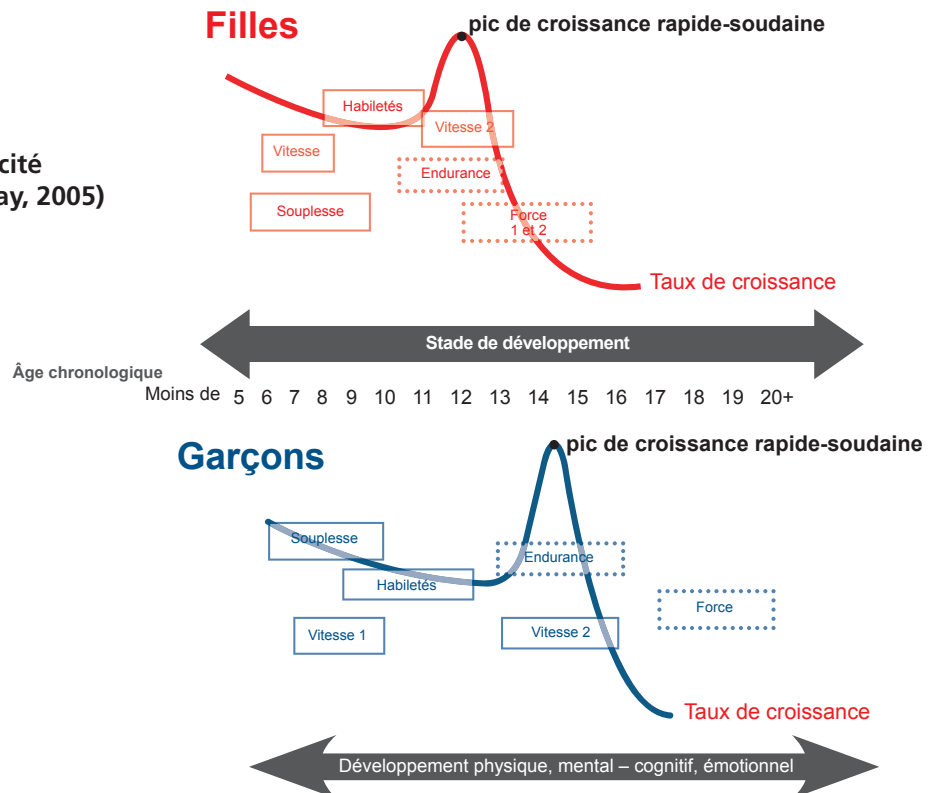 Filles
pic de croissance rapide-soudaine
Habiletés
Vitesse 2
Vitesse
cité
ay, 2005)
Endurance
Souplesse
Force
1 et 2
Taux de croissance
Stade de développement
Âge chronologique
Moins de 5 6 7 8 9 10 11 12 13 14 15 16 17 18 19 20+
Garçons
pic de croissance rapide-soudaine
Souplesse
Endurance
Habiletés
Force
Vitesse 1
Vitesse 2
Taux de croissance
Développement physique, mental – cognitif, émotionnel